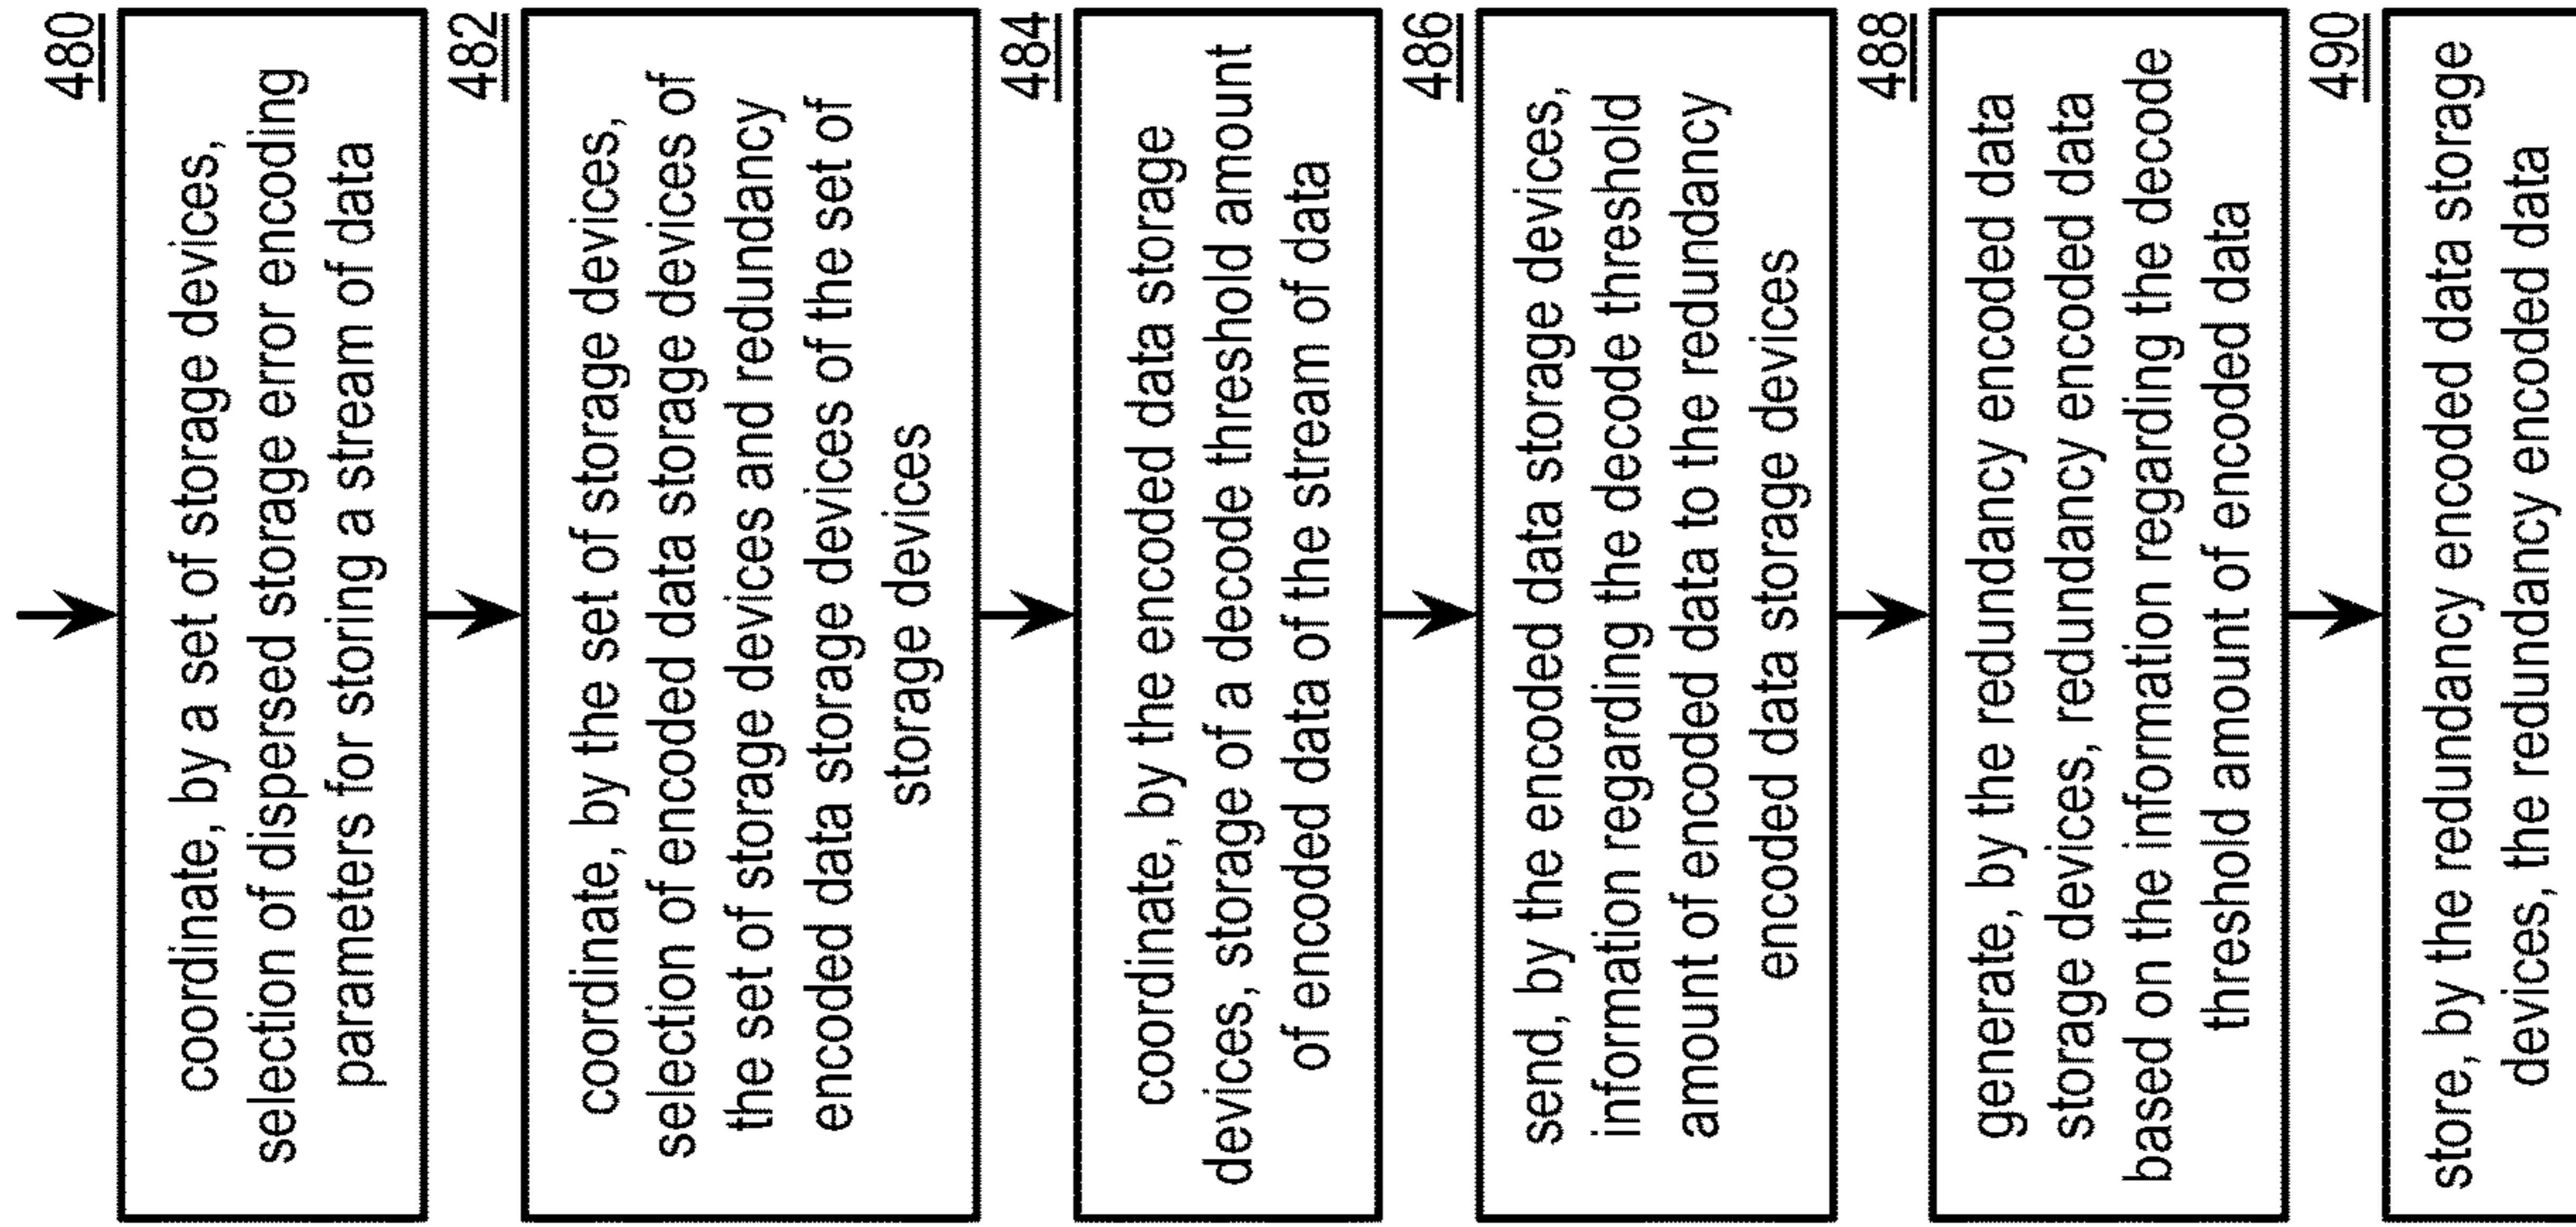 480
coordinate, by a set of storage devices,
selection of dispersed storage error encoding
parameters for storing a stream of data
482
coordinate, by the set of storage devices,
selection of encoded data storage devices of
the set of storage devices and redundancy
encoded data storage devices of the set of
storage devices
484
coordinate, by the encoded data storage
devices, storage of a decode threshold amount
of encoded data of the stream of data
486
send, by the encoded data storage devices,
information regarding the decode threshold
amount of encoded data to the redundancy
encoded data storage devices
488
generate, by the redundancy encoded data
storage devices, redundancy encoded data
based on the information regarding the decode
threshold amount of encoded data
490
store, by the redundancy encoded data storage
devices, the redundancy encoded data